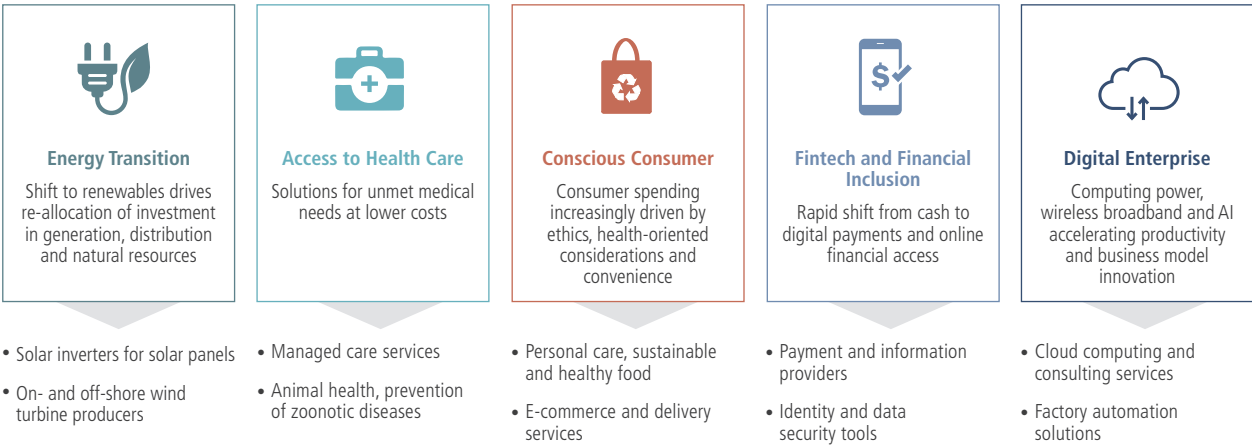 Energy Transition
Shift to renewables drives
re-allocation of investment
in generation, distribution
and natural resources
• Solar inverters for solar panels
• On- and off-shore wind
turbine producers
Access to Health Care
Solutions for unmet medical
needs at lower costs
• Managed care services
• Animal health, prevention
of zoonotic diseases
Conscious Consumer
Consumer spending
increasingly driven by
ethics, health-oriented
considerations and
convenience
• Personal care, sustainable
and healthy food
• E-commerce and delivery
services
$
Fintech and Financial
Inclusion
Rapid shift from cash to
digital payments and online
financial access
• Payment and information
providers
• Identity and data
security tools
Digital Enterprise
Computing power,
wireless broadband and AI
accelerating productivity
and business model
innovation
• Cloud computing and
consulting services
• Factory automation
solutions